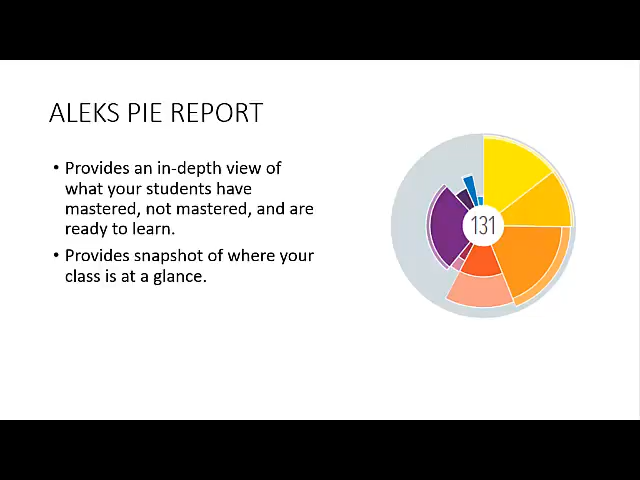 ALEKS PIE REPORT
• Provides an in-depth view of
what your students have
mastered, not mastered, and are
ready to learn.
• Provides snapshot of where your
class is at a glance.
131